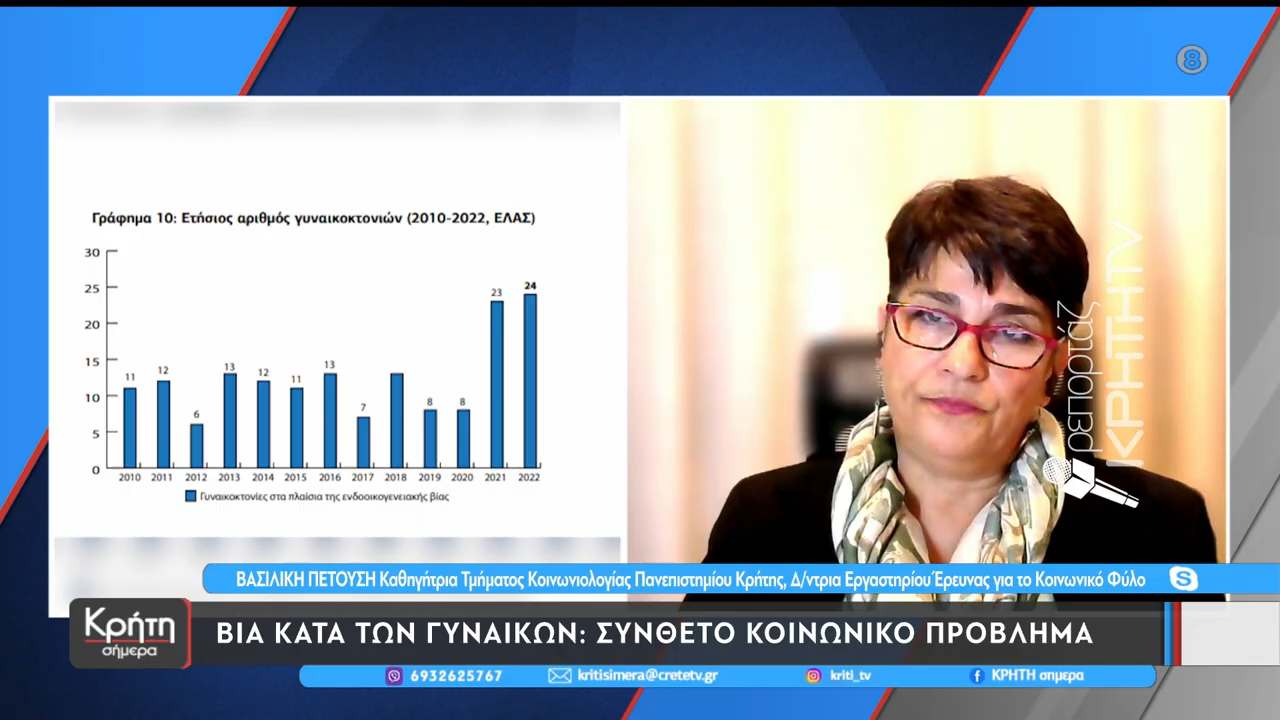 8
Γράφημα 10: Ετήσιος αριθμός γυναικοκτονιών (2010-2022, ΕΛΑΣ)
30
25
20
15
10
5
0
11
12
6
13
12
11
13
7
8
8
23
24
2010 2011 2012 2013 2014 2015 2016 2017 2018 2019 2020 2021 2022
Γυναικοκτονίες στα πλαίσια της ενδοοικογενειακής βίας
ρεπορτάζ
ΚΡΗΤΗTV
ΒΑΣΙΛΙΚΗ ΠΕΤΟΥΣΗ Καθηγήτρια Τμήματος Κοινωνιολογίας Πανεπιστημίου Κρήτης, Δ/ντρια Εργαστηρίου Έρευνας για το Κοινωνικό Φύλο
Κρήτη
σήμερα
ΒΙΑ ΚΑΤΑ ΤΩΝ ΓΥΝΑΙΚΩΝ: ΣΥΝΘΕΤΟ ΚΟΙΝΩΝΙΚΟ ΠΡΟΒΛΗΜΑ
6932625767 kritisimera@cretetv.gr kriti_tv ΚΡΗΤΗ σημερα